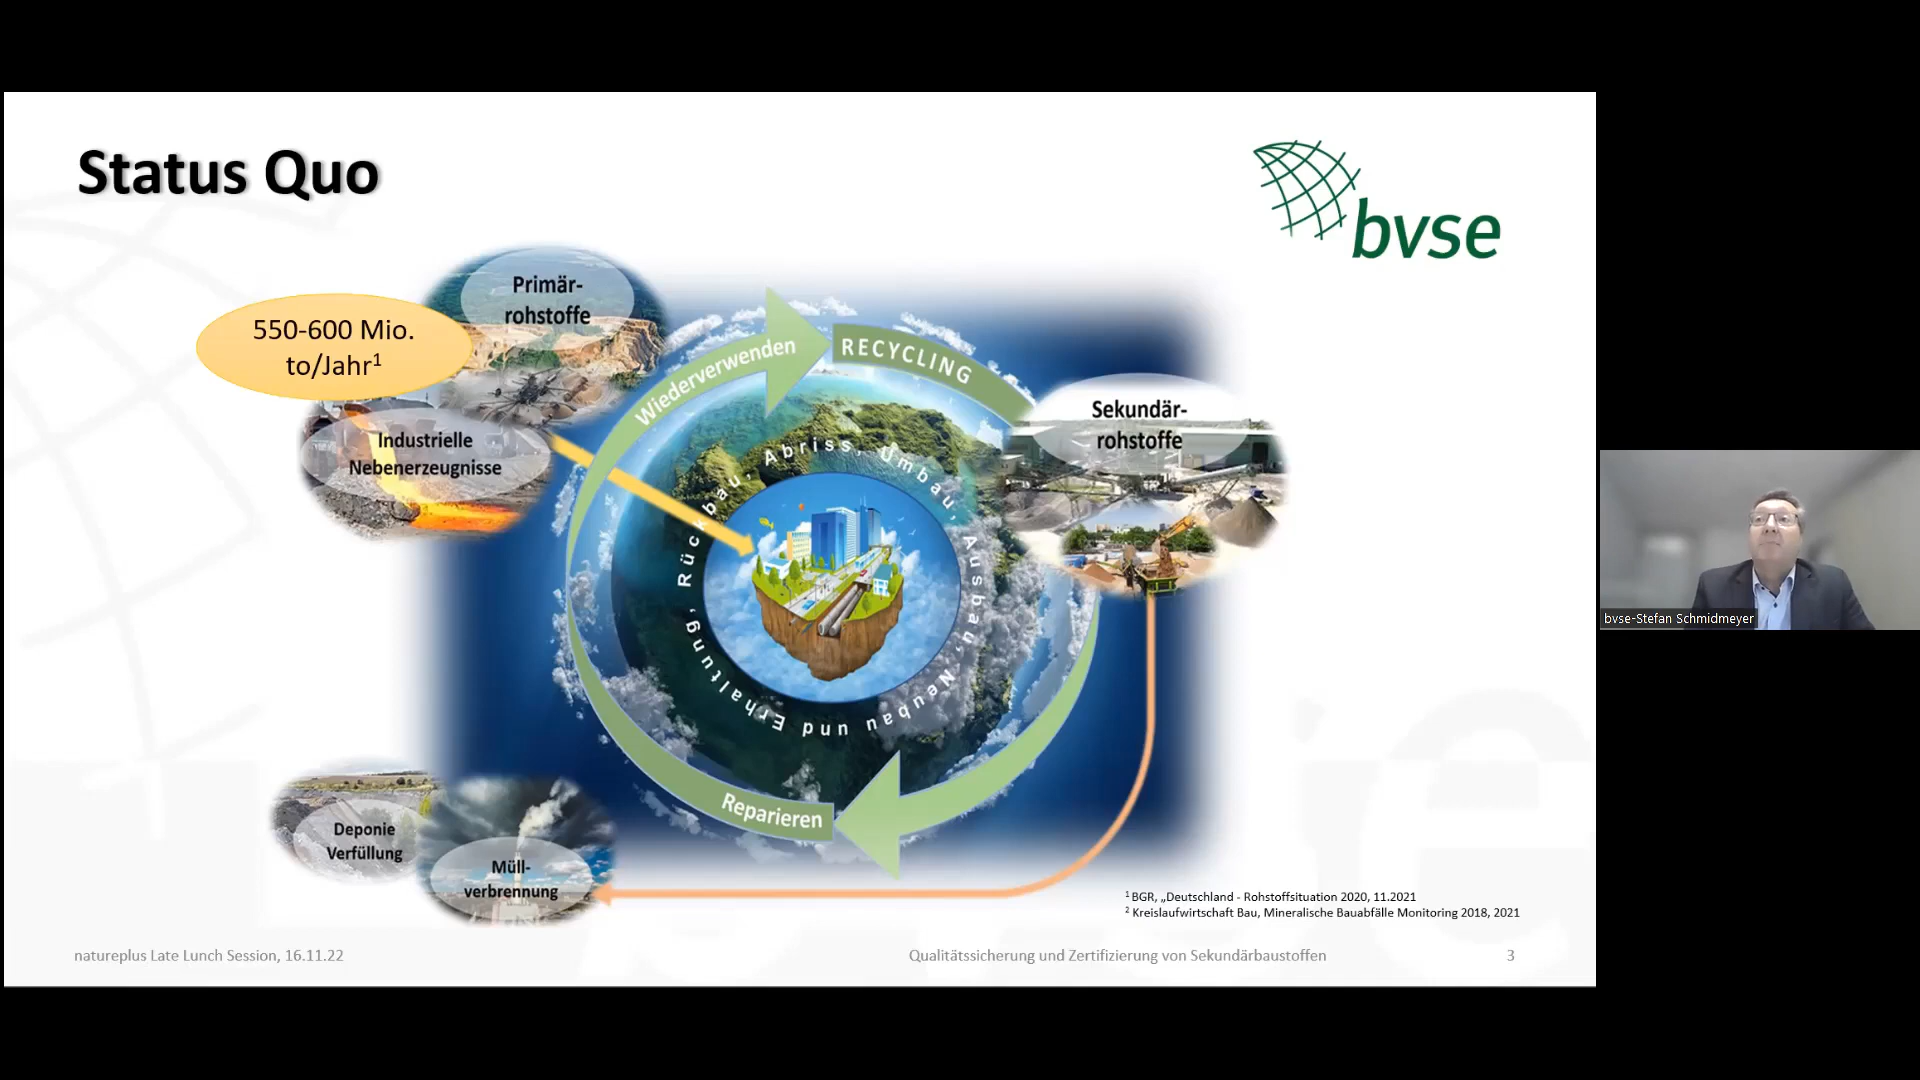 Status Quo
bvse
Primär-
rohstoffe
550-600 Mio.
to/Jahr¹
Industrielle
Nebenerzeugnisse
Wiederverwenden
RECYCLING
Sekundär-
rohstoffe
Rückbau, Abriss, Umbau, Ausbau, Neubau und Erhaltung,
Reparieren
Deponie
Verfüllung
Müll-
verbrennung
bvse-Stefan Schmidmeyer
¹ BGR, „Deutschland - Rohstoffsituation 2020, 11.2021
² Kreislaufwirtschaft Bau, Mineralische Bauabfälle Monitoring 2018, 2021
natureplus Late Lunch Session, 16.11.22
Qualitätssicherung und Zertifizierung von Sekundärbaustoffen
3